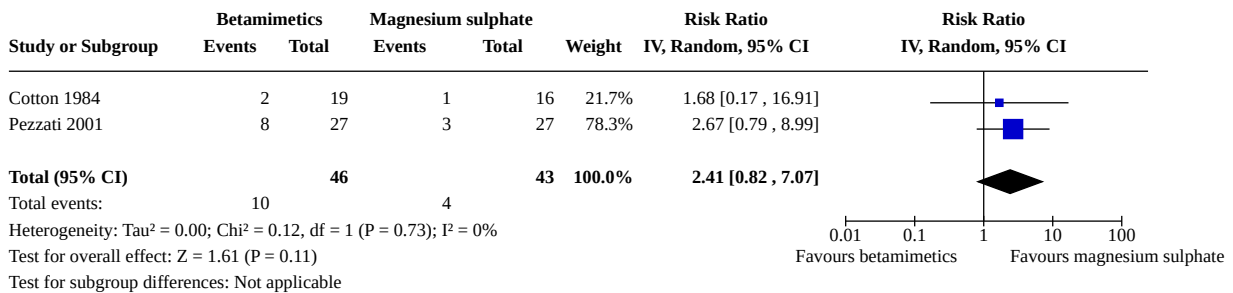 Betamimetics Magnesium sulphate Risk Ratio Risk Ratio
Study or Subgroup Events Total Events Total Weight IV, Random, 95% CI IV, Random, 95% CI
Cotton 1984 2 19 1 16 21.7% 1.68 [0.17 , 16.91]
Pezzati 2001 8 27 3 27 78.3% 2.67 [0.79 , 8.99]
Total (95% CI) 46 43 100.0% 2.41 [0.82 , 7.07]
Total events: 10 4
Heterogeneity: Tau² = 0.00; Chi² = 0.12, df = 1 (P = 0.73); I² = 0%
0.01 0.1 1 10 100
Test for overall effect: Z = 1.61 (P = 0.11)
Favours betamimetics Favours magnesium sulphate
Test for subgroup differences: Not applicable